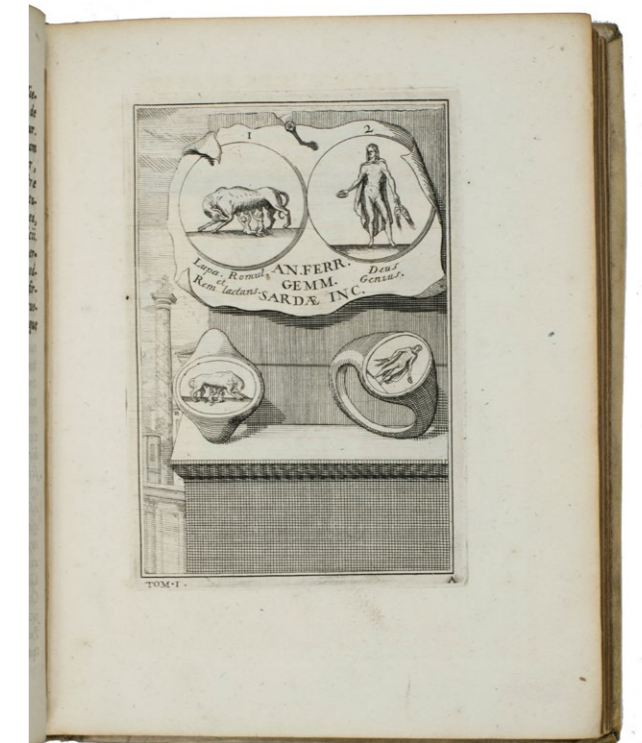 1
2
Lupa. Romul,
et
Rem lactans.
AN.FERR.
GEMM.
SARDÆ INC.
Deus
Genius.
TOM·I.
A